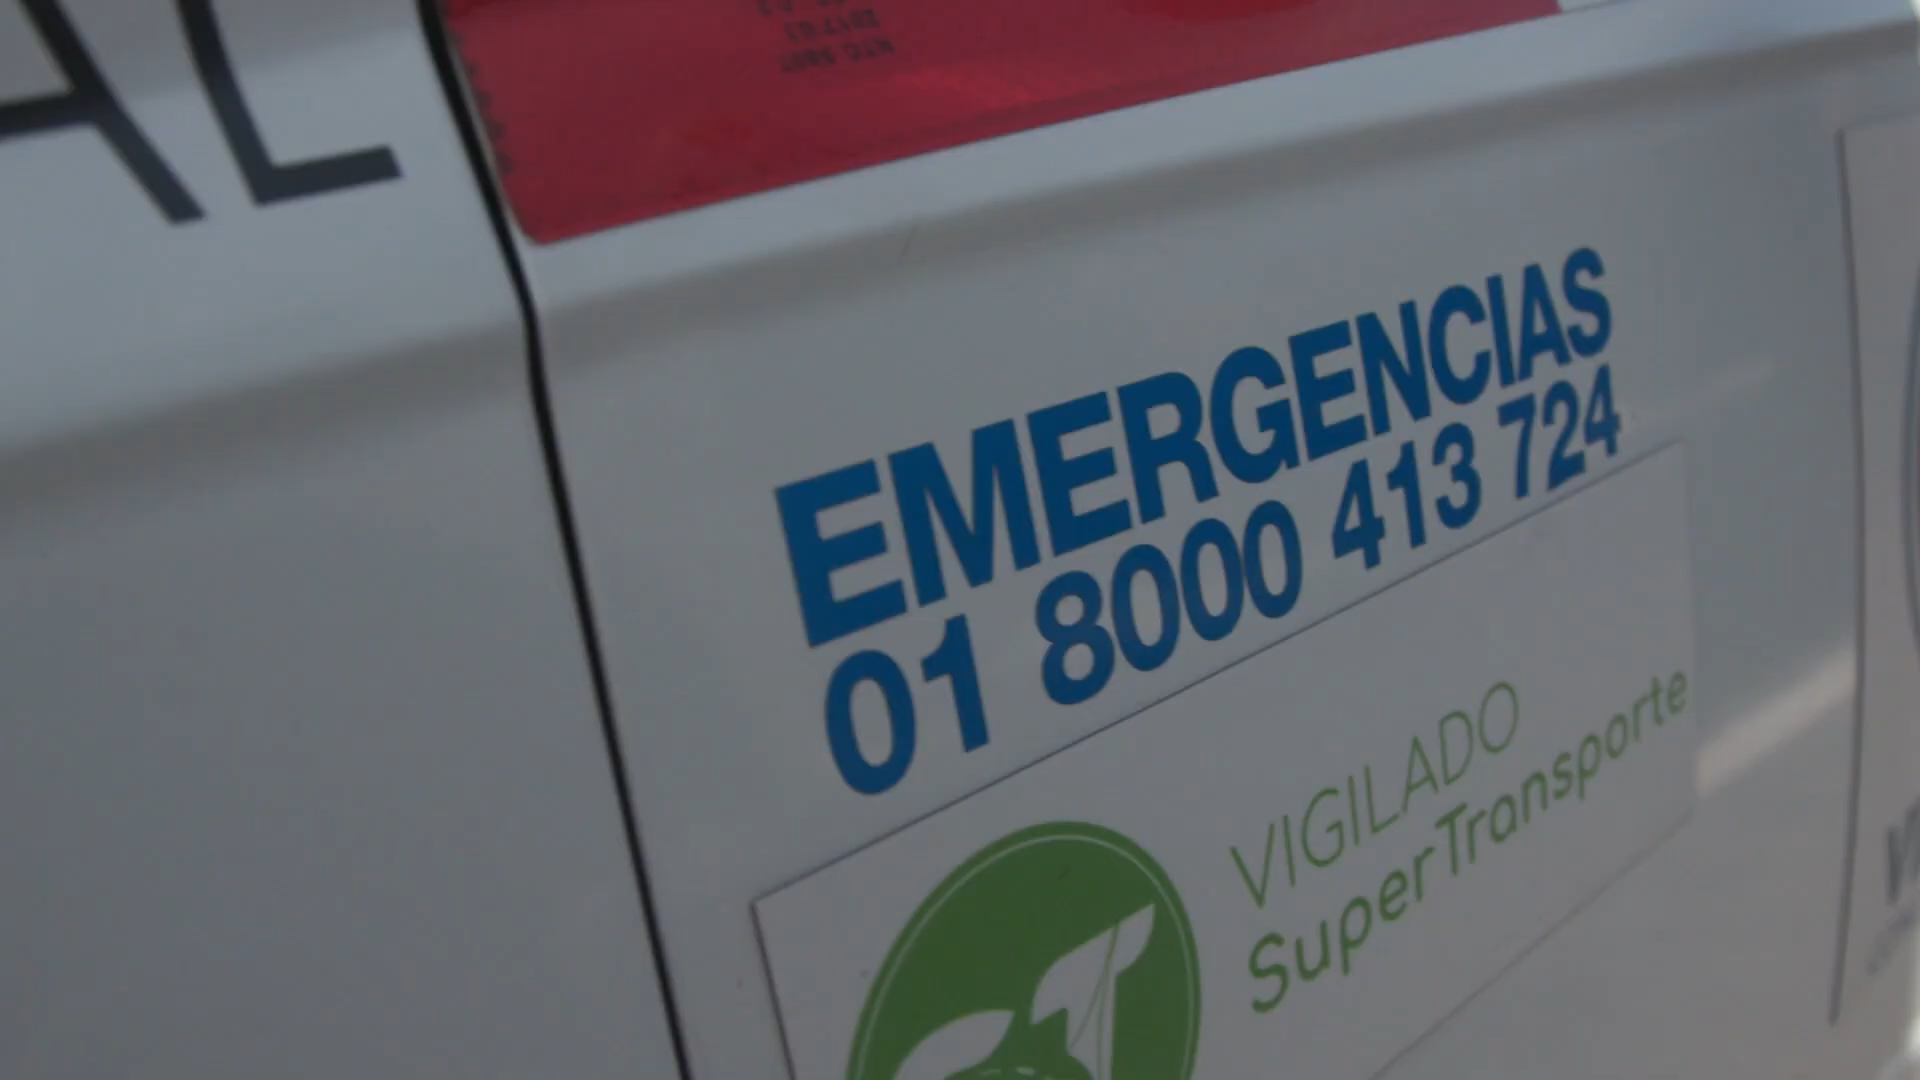 AL
EMERGENCIAS
01 8000 413 724
VIGILADO
SuperTransporte